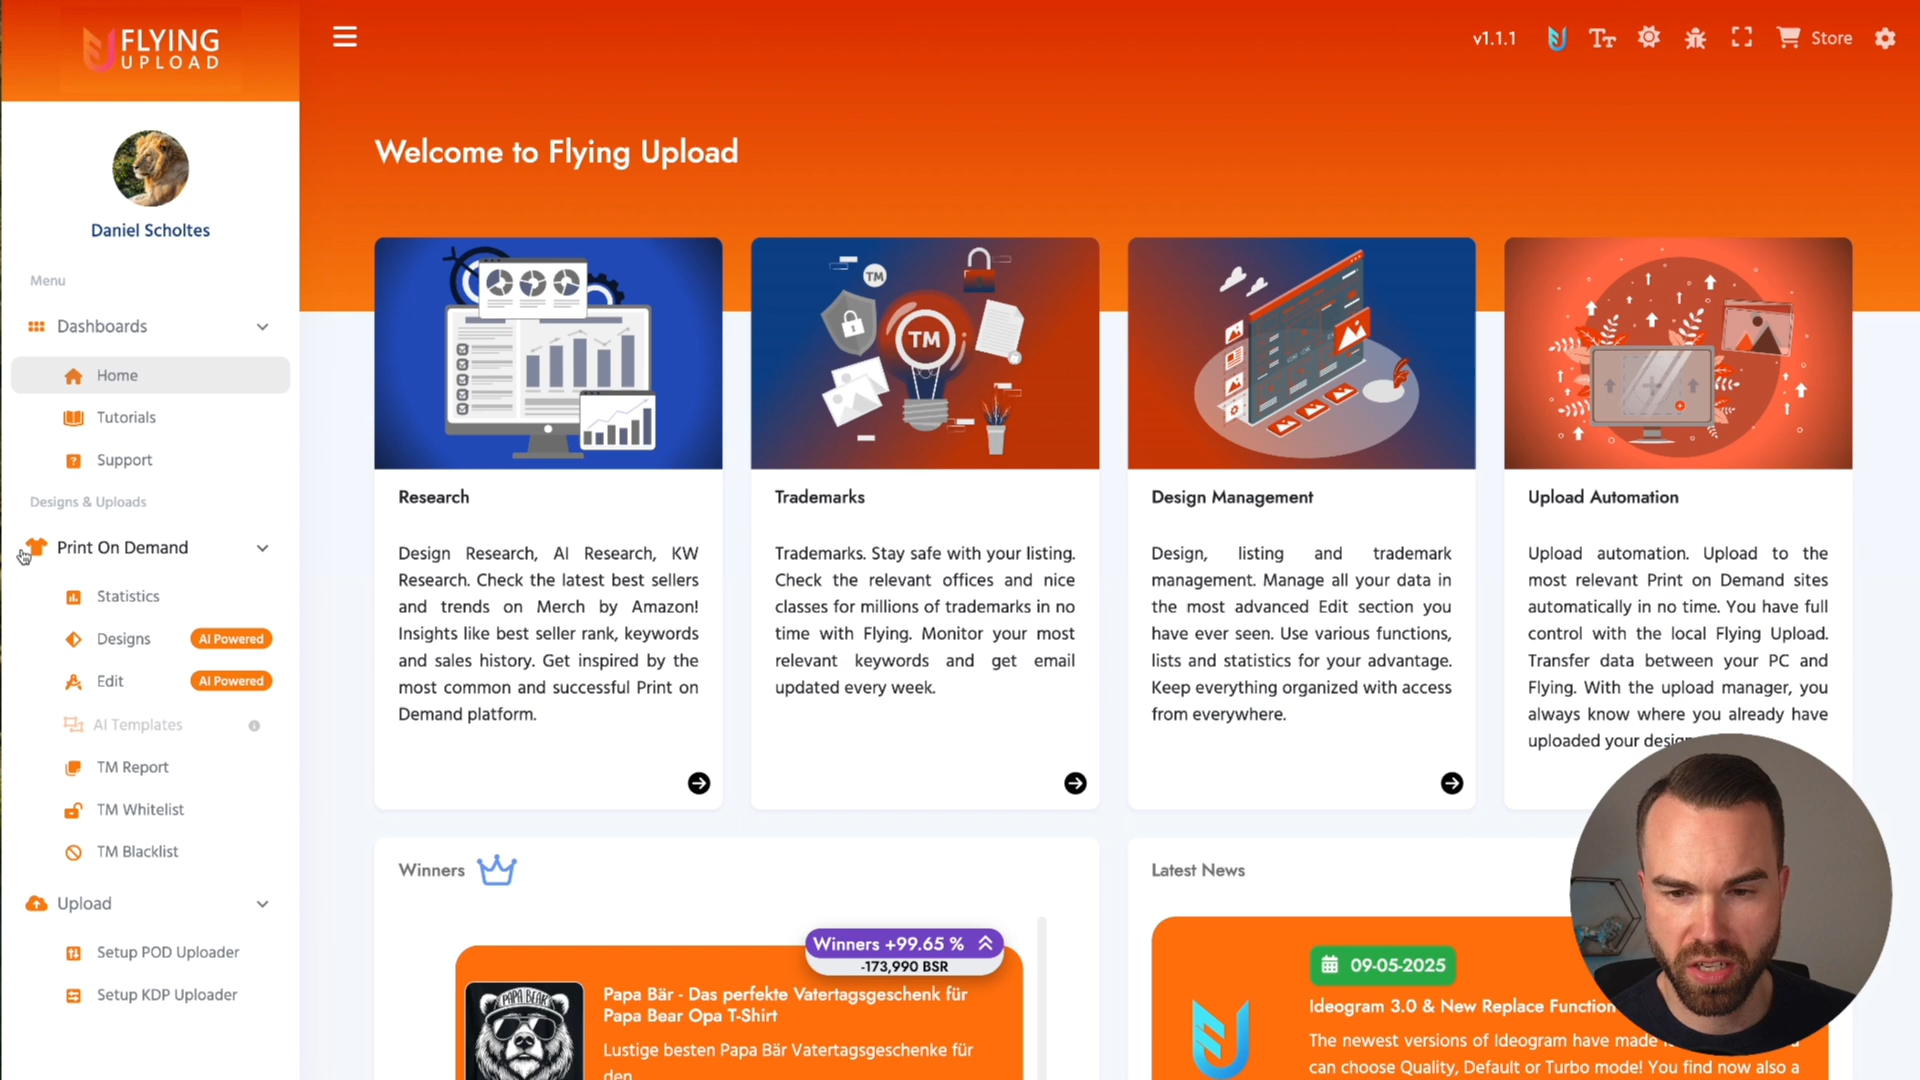 FLYING
UPLOAD
v1.1.1
Store
Daniel Scholtes
Menu
Dashboards
Home
Tutorials
Support
Designs & Uploads
Print On Demand
Statistics
Designs
AI Powered
Edit
AI Powered
AI Templates
TM Report
TM Whitelist
TM Blacklist
Upload
Setup POD Uploader
Setup KDP Uploader
Welcome to Flying Upload
TM
TM
Research
Design Research, AI Research, KW
Research. Check the latest best sellers
and trends on Merch by Amazon!
Insights like best seller rank, keywords
and sales history. Get inspired by the
most common and successful Print on
Demand platform.
Trademarks
Trademarks. Stay safe with your listing.
Check the relevant offices and nice
classes for millions of trademarks in no
time with Flying. Monitor your most
relevant keywords and get email
updated every week.
Design Management
Design, listing and trademark
management. Manage all your data in
the most advanced Edit section you
have ever seen. Use various functions,
lists and statistics for your advantage.
Keep everything organized with access
from everywhere.
Upload Automation
Upload automation. Upload to the
most relevant Print on Demand sites
automatically in no time. You have full
control with the local Flying Upload.
Transfer data between your PC and
Flying. With the upload manager, you
always know where you already have
uploaded your
Winners
Winners +99.65 %
-173,990 BSR
PAPA BEAR
Papa Bär - Das perfekte Vatertagsgeschenk für
Papa Bear Opa T-Shirt
Lustige besten Papa Bär Vatertagsgeschenke für
den
Latest News
09-05-2025
Ideogram 3.0 & New Replace Function
The newest versions of Ideogram have made
can choose Quality, Default or Turbo mode! You find now also a